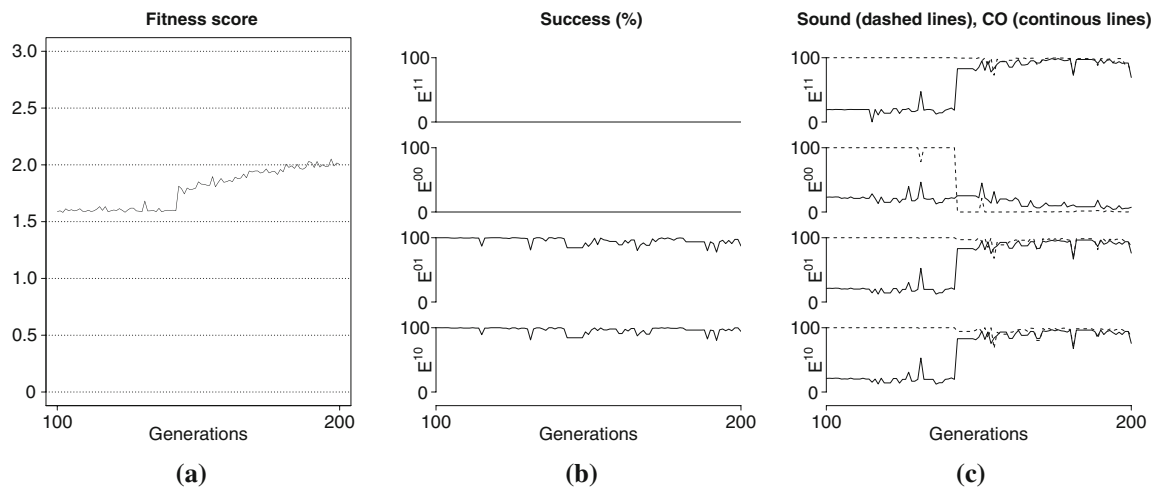 Fitness score
3.0
2.5
2.0
1.5
1.0
0.5
0
100
200
Generations
(a)
Success (%)
100
E¹¹
0
100
E⁰⁰
0
100
E⁰¹
0
100
E¹⁰
0
100
200
Generations
(b)
Sound (dashed lines), CO (continous lines)
100
E¹¹
0
100
E⁰⁰
0
100
E⁰¹
0
100
E¹⁰
0
100
200
Generations
(c)